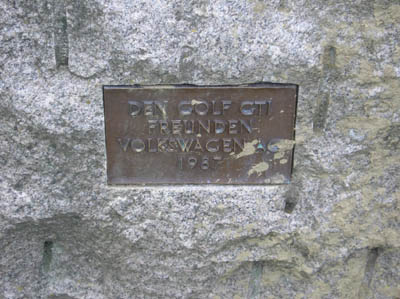 DEN GOLF GTI
FREUNDEN
VOLKSWAGEN AG
1987